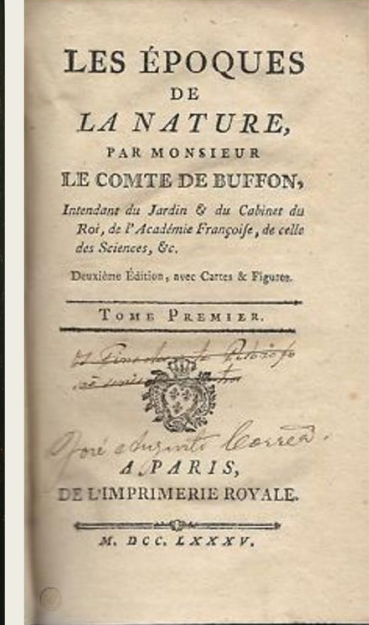 LES ÉPOQUES
DE
LA NATURE,
PAR MONSIEUR
LE COMTE DE BUFFON,
Intendant du Jardin & du Cabinet du
Roi, de l'Académie Françoiſe, de celle
des Sciences, &c.
Deuxième Édition, avec Cartes & Figures.
TOME PREMIER.
José Augusto Correa.
A PARIS,
DE L'IMPRIMERIE ROYALE.
M. DCC. LXXXV.